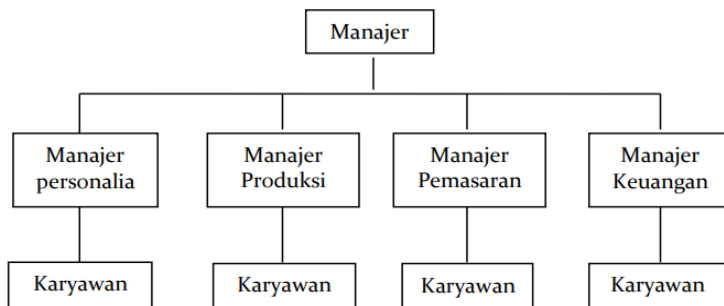 Manajer
Manajer
personalia
Manajer
Produksi
Manajer
Pemasaran
Manajer
Keuangan
Karyawan
Karyawan
Karyawan
Karyawan